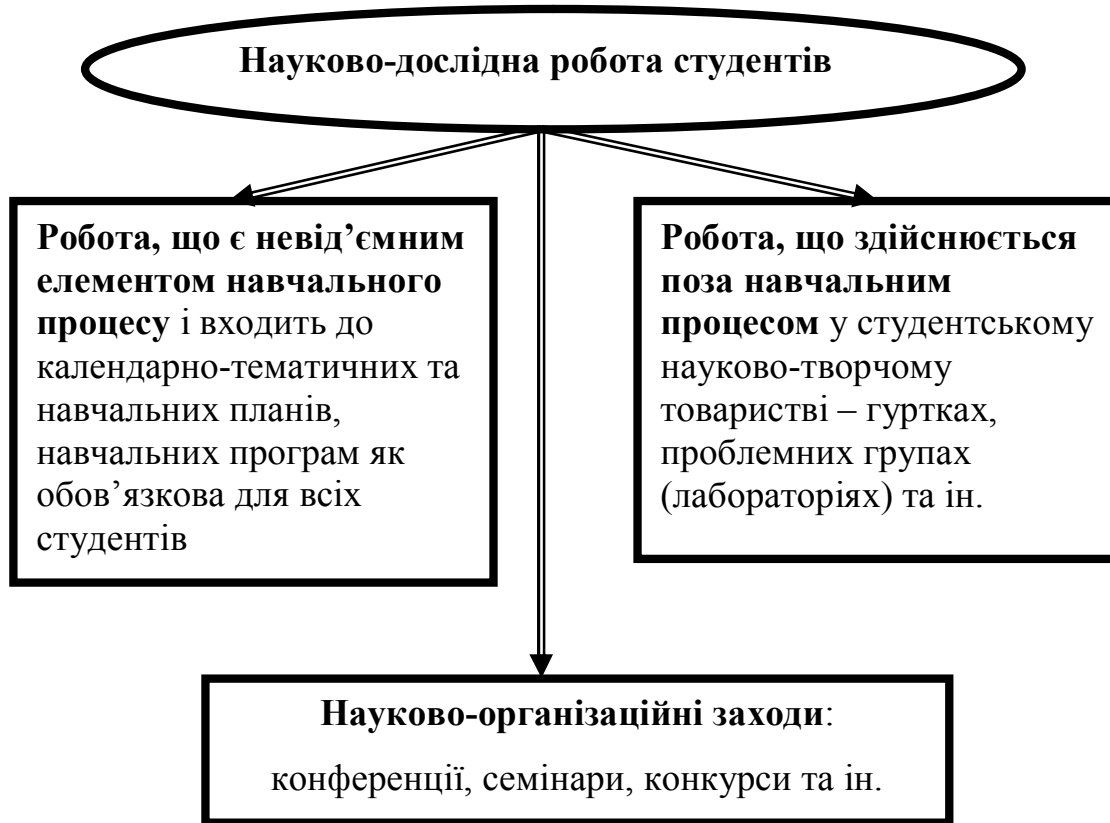 Науково-дослідна робота студентів
Робота, що є невід’ємним
елементом навчального
процесу і входить до
календарно-тематичних та
навчальних планів,
навчальних програм як
обов’язкова для всіх
студентів
Робота, що здійснюється
поза навчальним
процесом у студентському
науково-творчому
товаристві – гуртках,
проблемних групах
(лабораторіях) та ін.
Науково-організаційні заходи:
конференції, семінари, конкурси та ін.